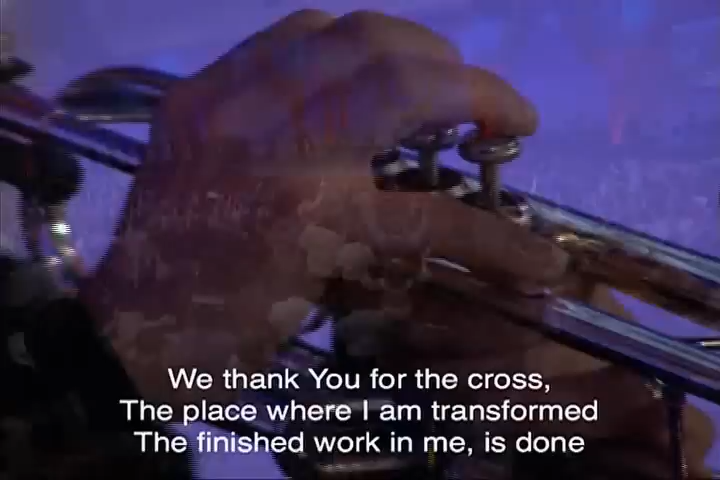 We thank You for the cross,
The place where I am transformed
The finished work in me, is done